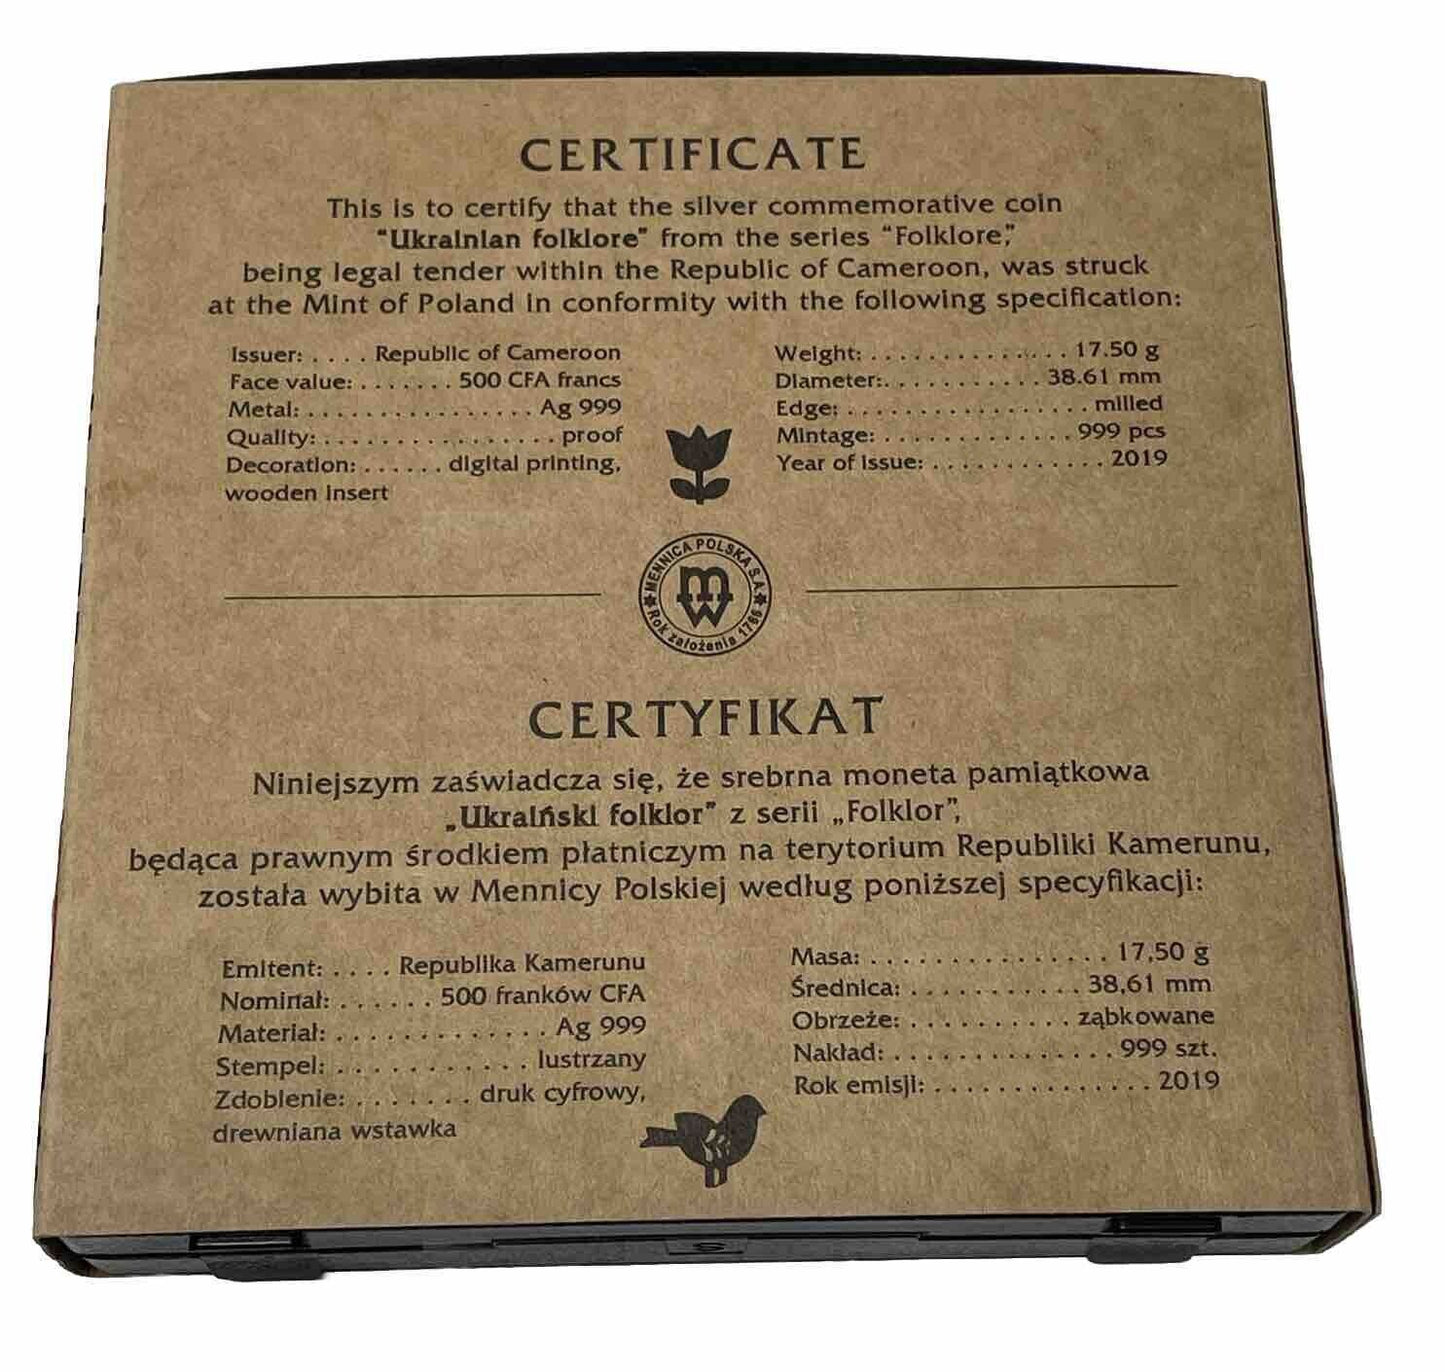 CERTIFICATE
This is to certify that the silver commemorative coin
"Ukrainian folklore" from the series "Folklore,"
being legal tender within the Republic of Cameroon, was struck
at the Mint of Poland in conformity with the following specification:
Issuer: . . . . Republic of Cameroon
Face value: . . . . . . . 500 CFA francs
Metal: . . . . . . . . . . . . . . . . Ag 999
Quality: . . . . . . . . . . . . . . . . proof
Decoration: . . . . . . digital printing,
wooden insert
Weight: . . . . . . . . . . . . . . 17.50 g
Diameter:. . . . . . . . . . . . 38.61 mm
Edge: . . . . . . . . . . . . . . . . . milled
Mintage: . . . . . . . . . . . . . 999 pcs
Year of issue: . . . . . . . . . . . . 2019
MENNICA POLSKA S.A.
MW
Rok założenia 1766
CERTYFIKAT
Niniejszym zaświadcza się, że srebrna moneta pamiątkowa
„Ukraiński folklor" z serii „Folklor",
będąca prawnym środkiem płatniczym na terytorium Republiki Kamerunu,
została wybita w Mennicy Polskiej według poniższej specyfikacji:
Emitent: . . . . Republika Kamerunu
Nominał: . . . . . . 500 franków CFA
Materiał: . . . . . . . . . . . . . Ag 999
Stempel: . . . . . . . . . . . . lustrzany
Zdobienie: . . . . . . . druk cyfrowy,
drewniana wstawka
Masa: . . . . . . . . . . . . . . . 17,50 g
Średnica: . . . . . . . . . . . 38,61 mm
Obrzeże: . . . . . . . . . . ząbkowane
Nakład: . . . . . . . . . . . . . . 999 szt.
Rok emisji: . . . . . . . . . . . . . . 2019